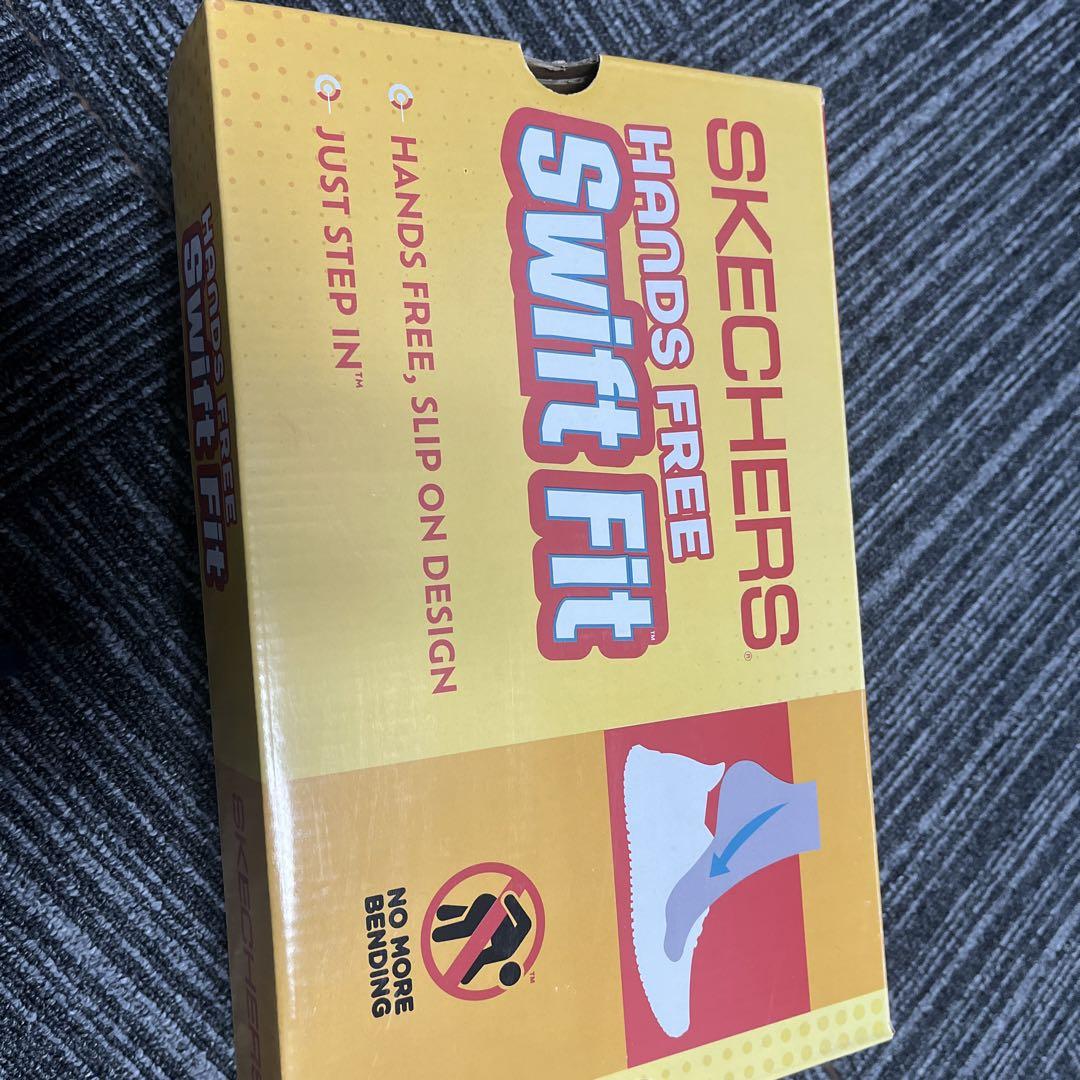 SKECHERS®
HANDS FREE
Swift Fit™
HANDS FREE, SLIP ON DESIGN
JUST STEP IN™
NO MORE
BENDING
™
HANDS FREE
Swift Fit
SKECHERS